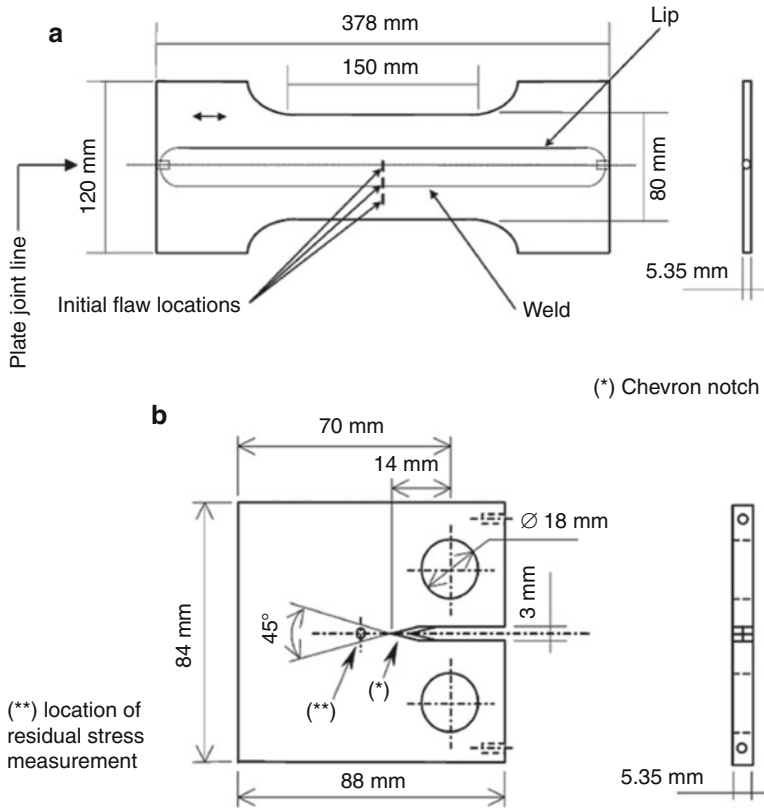 a
378 mm
Lip
150 mm
120 mm
80 mm
Plate joint line
5.35 mm
Initial flaw locations
Weld
(*) Chevron notch
b
70 mm
14 mm
∅ 18 mm
3 mm
84 mm
45°
(*)
(**)
(**) location of
residual stress
measurement
88 mm
5.35 mm